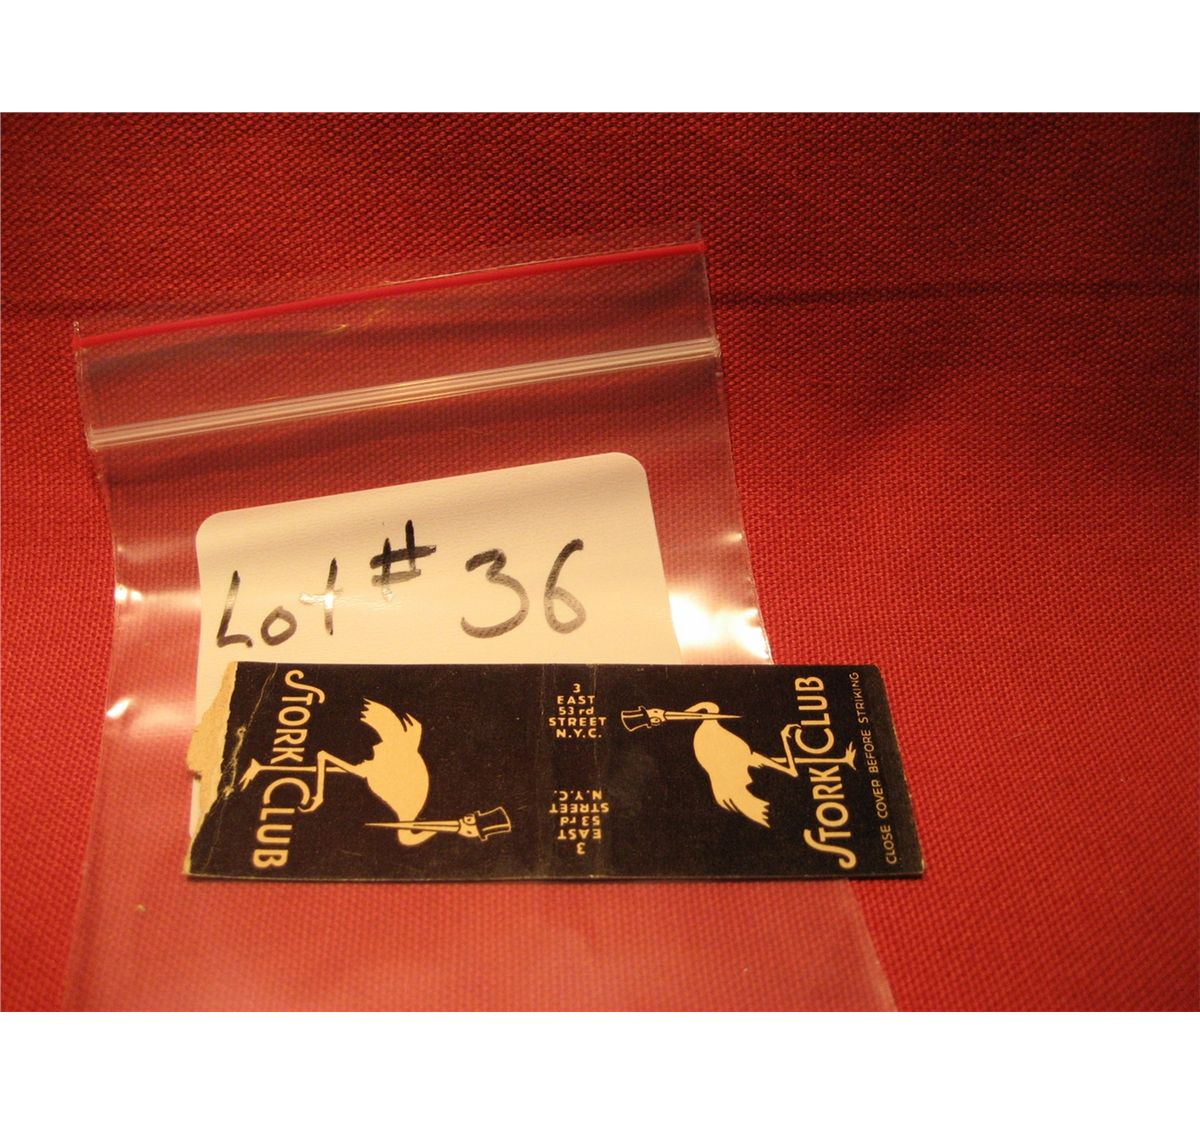 Lot # 36
STORK CLUB
3
EAST
53rd
STREET
N.Y.C.
3
EAST
53rd
STREET
N.Y.C.
STORK CLUB
CLOSE COVER BEFORE STRIKING